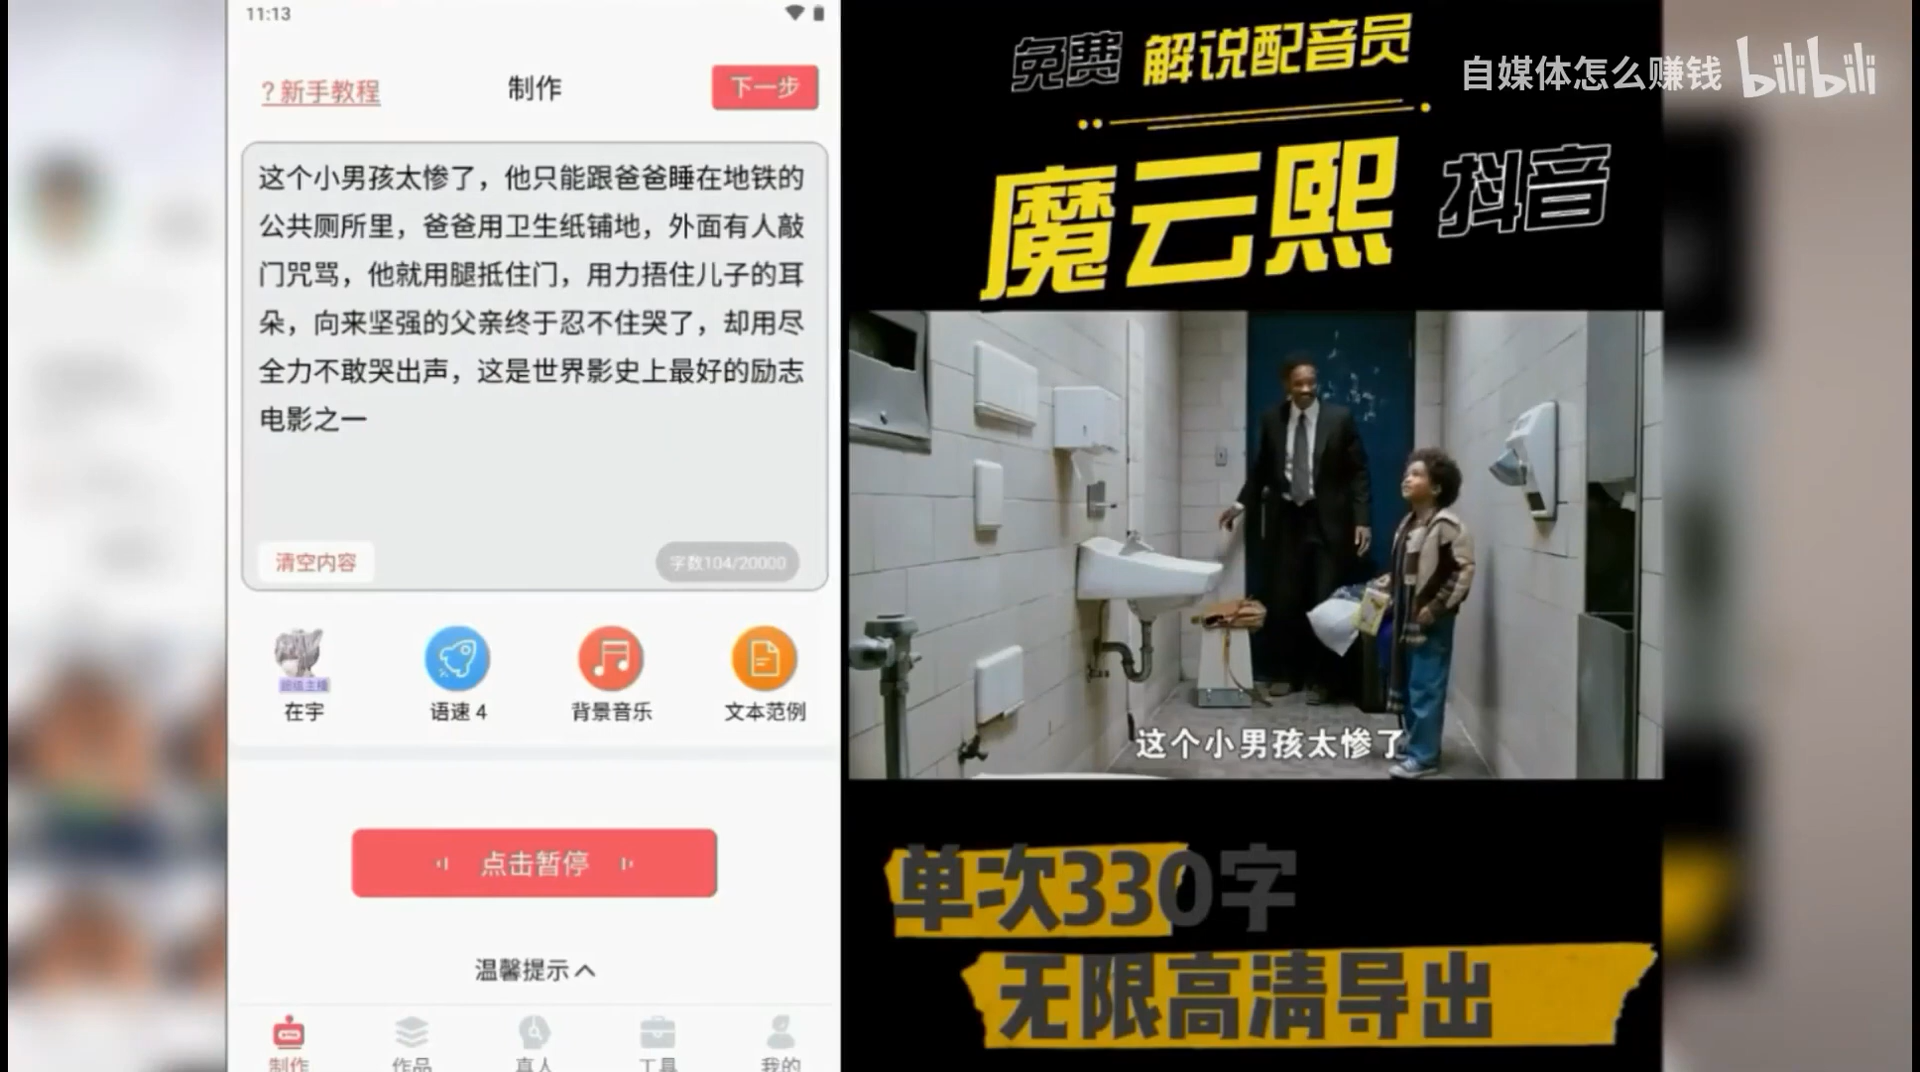 11:13
?新手教程
制作
下一步
这个小男孩太惨了，他只能跟爸爸睡在地铁的
公共厕所里，爸爸用卫生纸铺地，外面有人敲
门咒骂，他就用腿抵住门，用力捂住儿子的耳
朵，向来坚强的父亲终于忍不住哭了，却用尽
全力不敢哭出声，这是世界影史上最好的励志
电影之一
清空内容
字数104/20000
超级主播
在宇
语速 4
背景音乐
文本范例
点击暂停
温馨提示
制作
作品
真人
工具
我的
免费 解说配音员
魔云熙 抖音
自媒体怎么赚钱 bilibili
这个小男孩太惨了
单次330字
无限高清导出